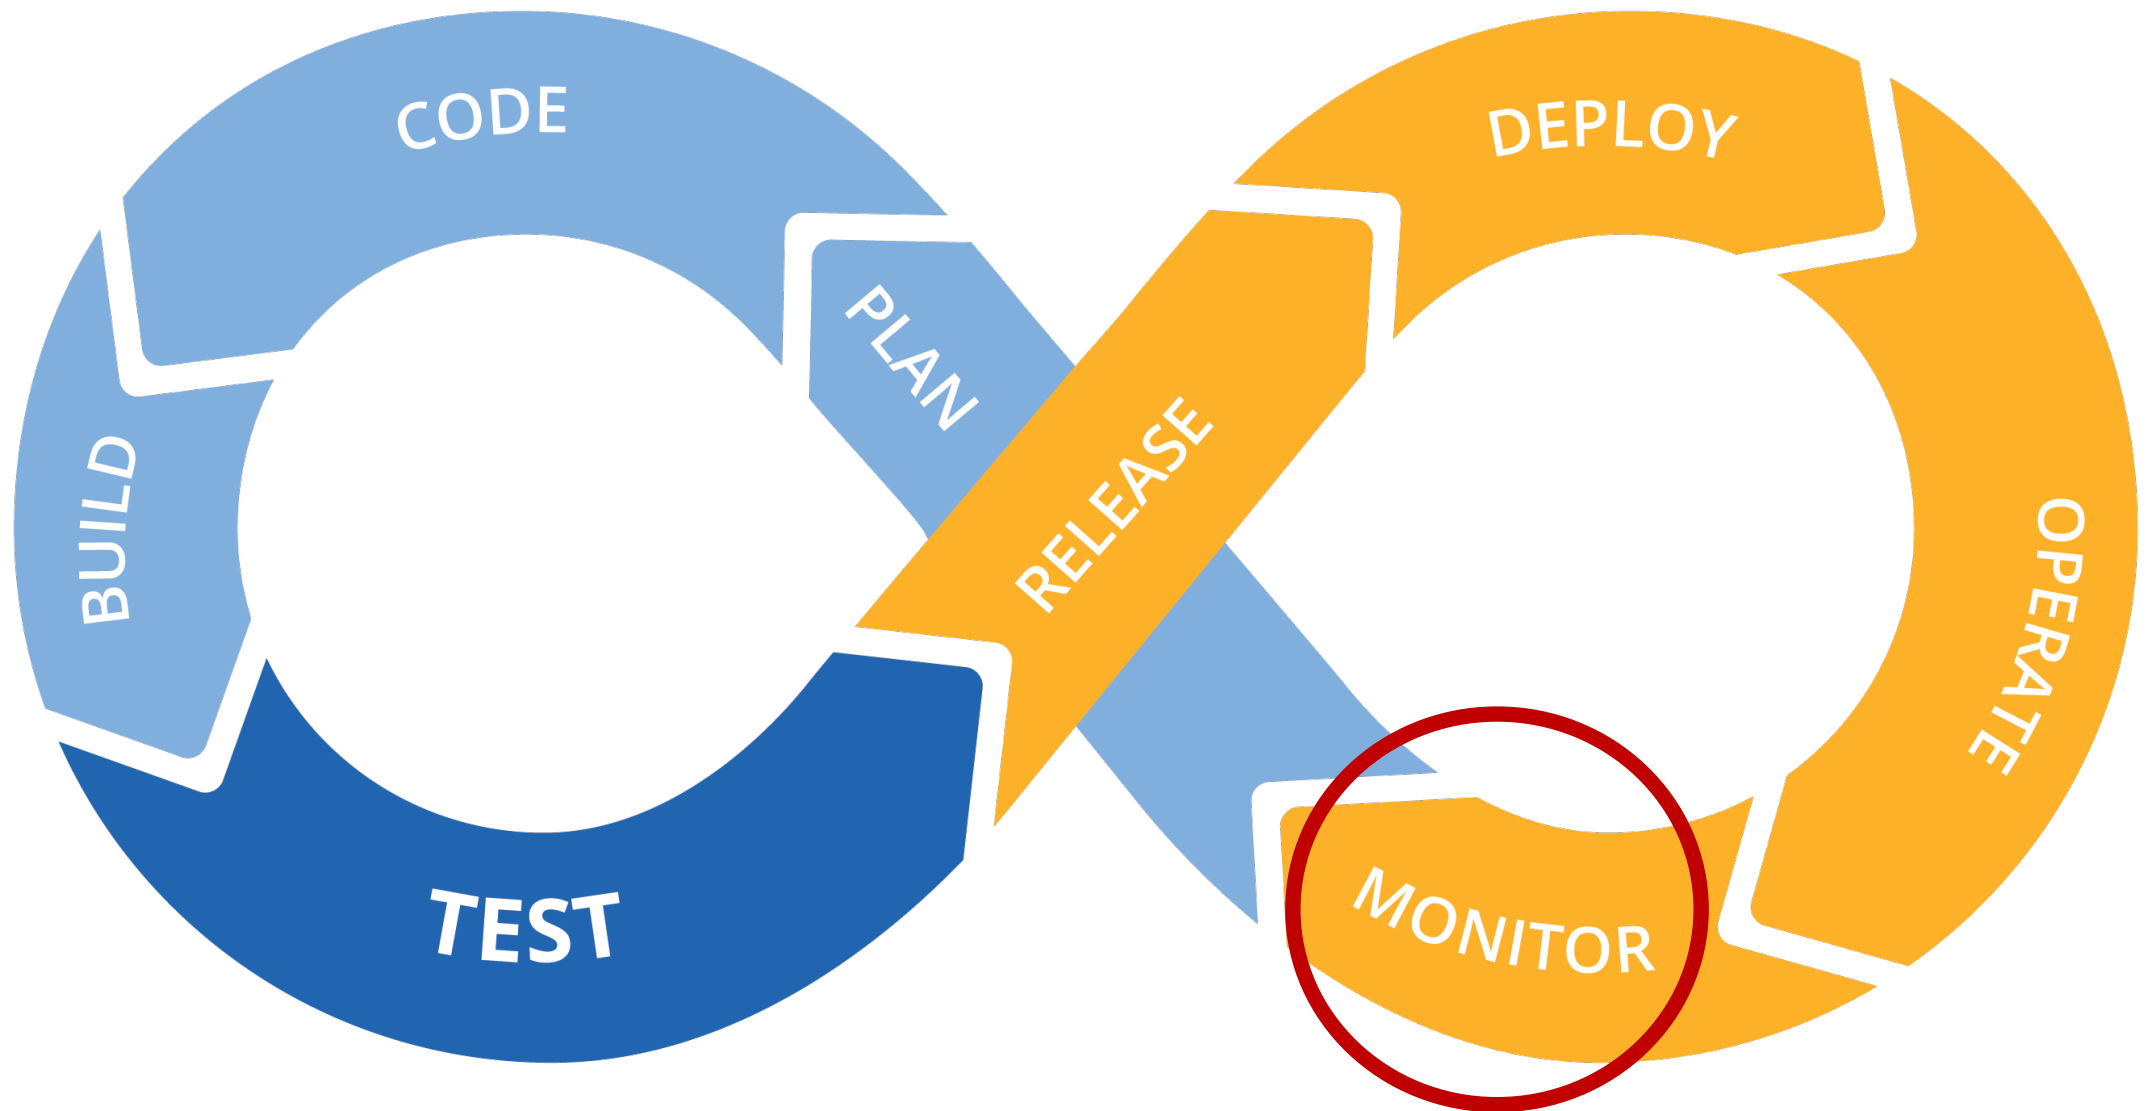 CODE
DEPLOY
PLAN
RELEASE
BUILD
OPERATE
TEST
MONITOR